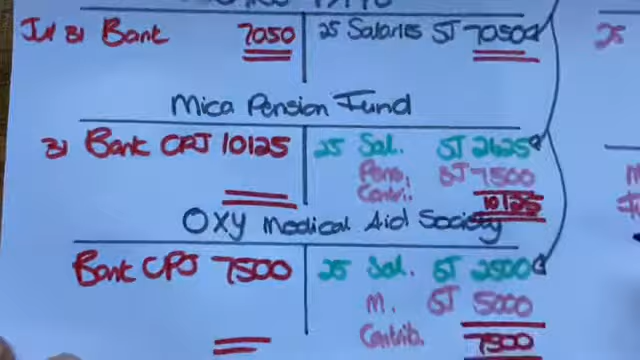 Jul 31 Bank 7050 25 Salaries SJ 7050
25
Mica Pension Fund
31 Bank CPJ 10125 25 Sal. SJ 2625
Pens. SJ 7500
Contri. 10125
Oxy Medical Aid Society
Bank CPJ 7500 25 Sal. SJ 2500
M. SJ 5000
Contrib. 7500